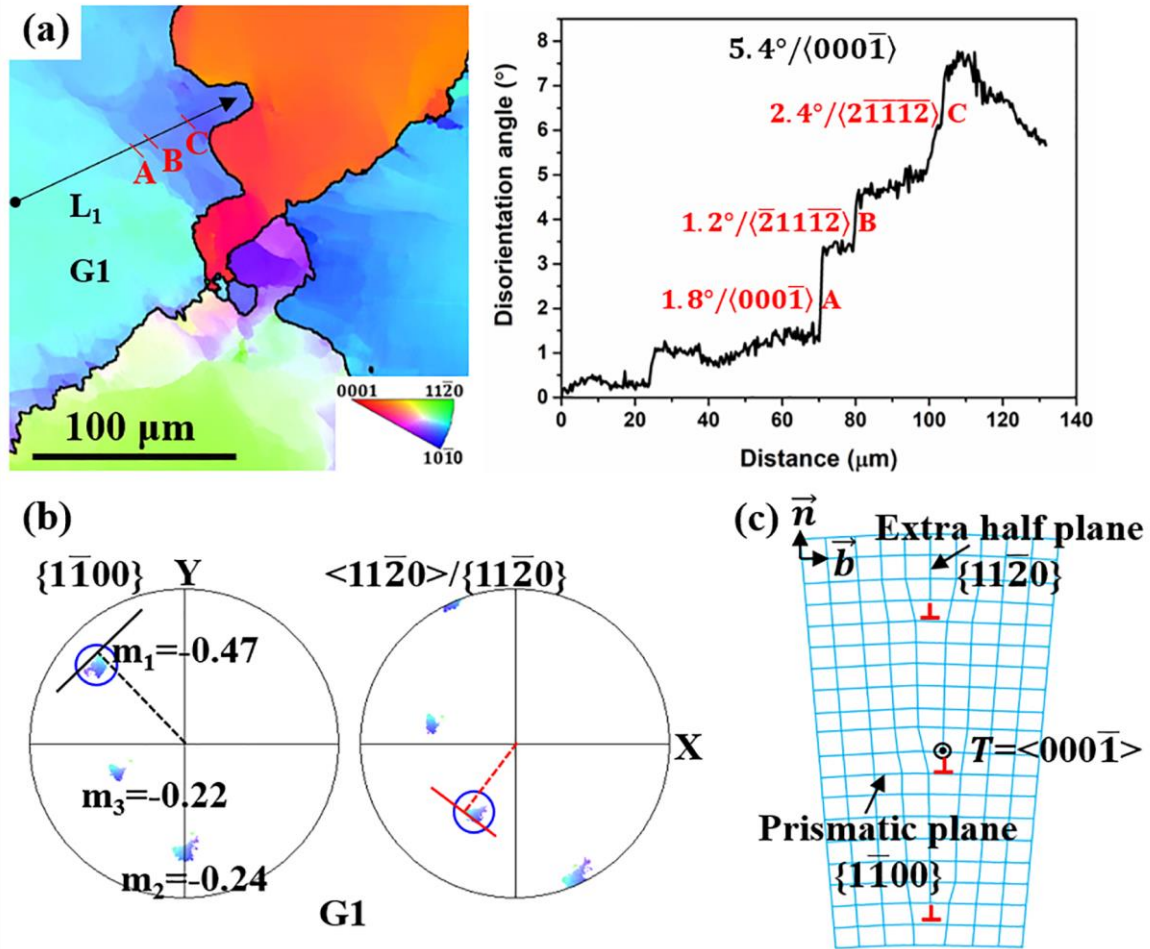 (a)
A
B
C
L₁
G1
100 µm
0001
112̅0
101̅0
Disorientation angle (°)
8
7
6
5
4
3
2
1
0
5.4°/⟨0001̅⟩
2.4°/⟨21̅1̅1̅2̅⟩ C
1.2°/⟨2̅111̅2̅⟩ B
1.8°/⟨0001̅⟩ A
0 20 40 60 80 100 120 140
Distance (µm)
(b)
{11̅00}
Y
m₁=-0.47
m₃=-0.22
m₂=-0.24
<112̅0>/{112̅0}
X
G1
(c)
n⃗
b⃗
Extra half plane
{112̅0}
T=<0001̅>
Prismatic plane
{11̅00}